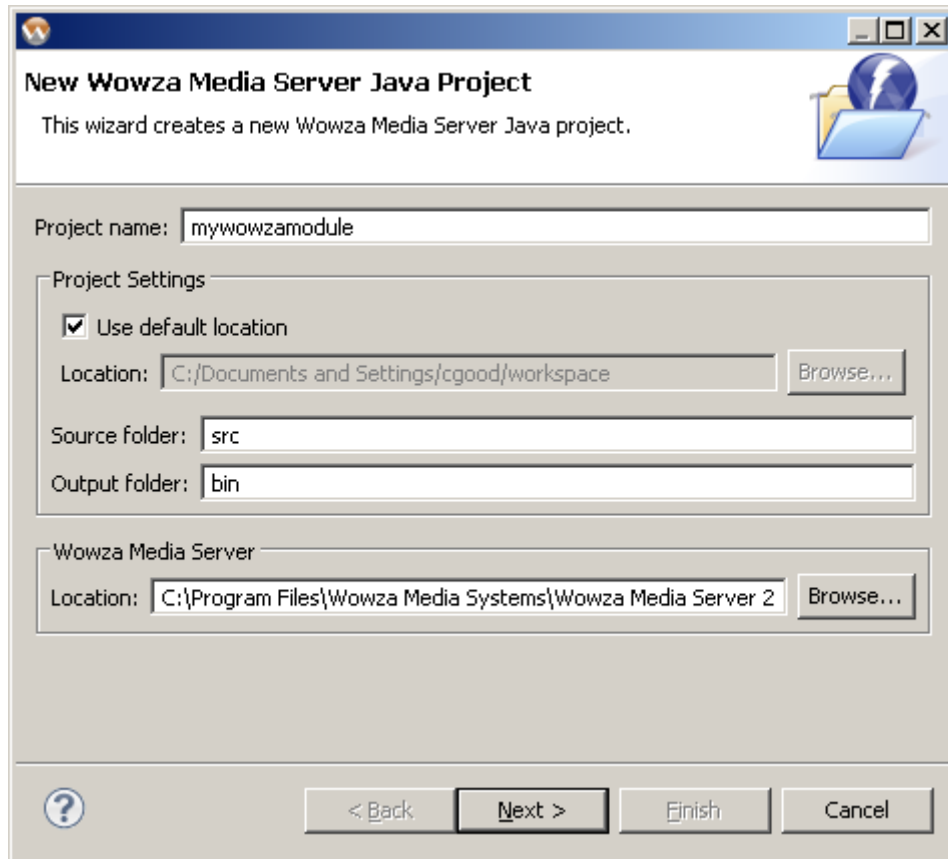 New Wowza Media Server Java Project
This wizard creates a new Wowza Media Server Java project.
Project name: mywowzamodule
Project Settings
Use default location
Location: C:/Documents and Settings/cgood/workspace Browse...
Source folder: src
Output folder: bin
Wowza Media Server
Location: C:\Program Files\Wowza Media Systems\Wowza Media Server 2 Browse...
? < Back Next > Finish Cancel